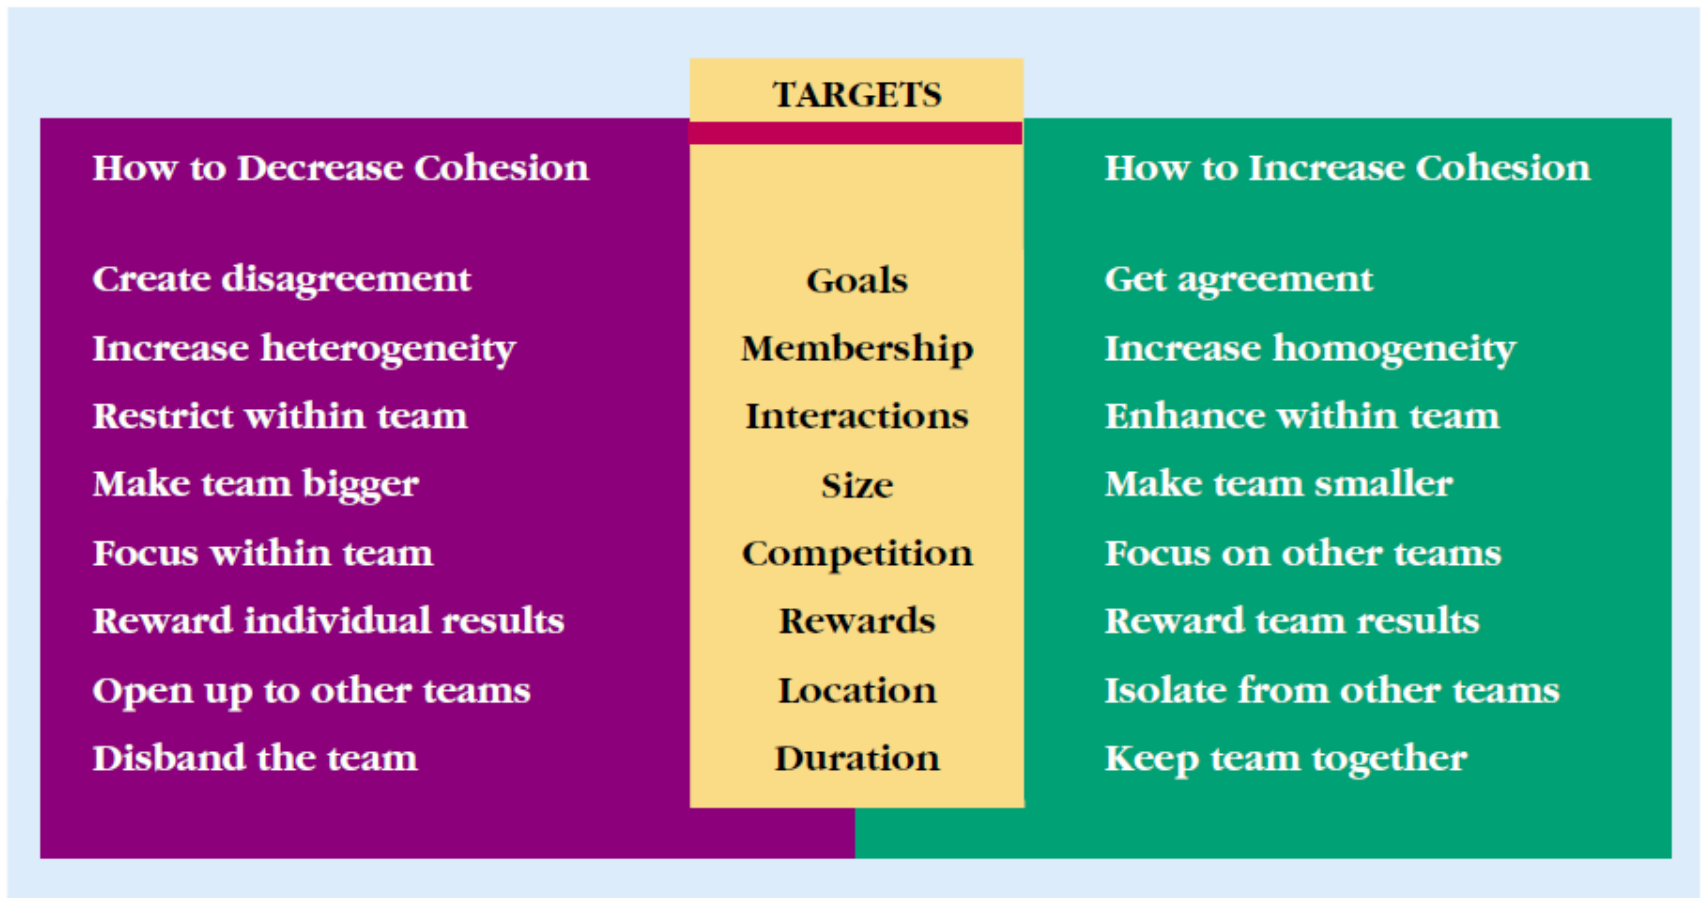 TARGETS
How to Decrease Cohesion
How to Increase Cohesion
Create disagreement
Goals
Get agreement
Increase heterogeneity
Membership
Increase homogeneity
Restrict within team
Interactions
Enhance within team
Make team bigger
Size
Make team smaller
Focus within team
Competition
Focus on other teams
Reward individual results
Rewards
Reward team results
Open up to other teams
Location
Isolate from other teams
Disband the team
Duration
Keep team together